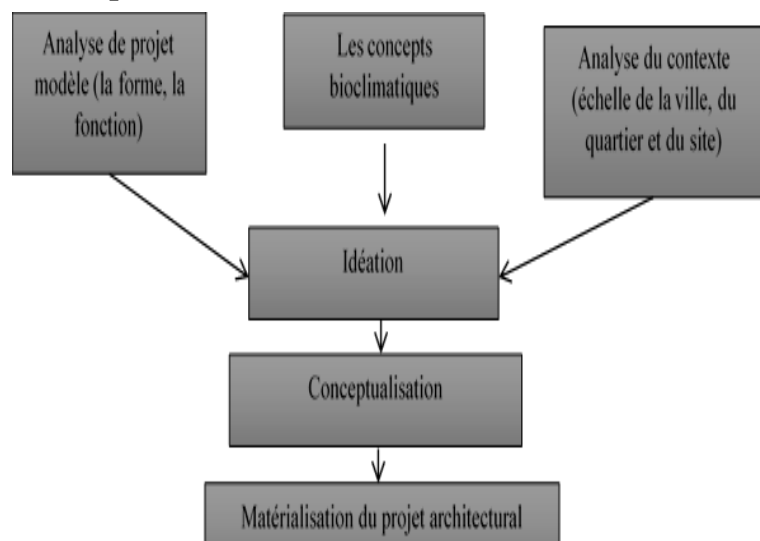 Analyse de projet
modèle (la forme, la
fonction)
Les concepts
bioclimatiques
Analyse du contexte
(échelle de la ville, du
quartier et du site)
Idéation
Conceptualisation
Matérialisation du projet architectural